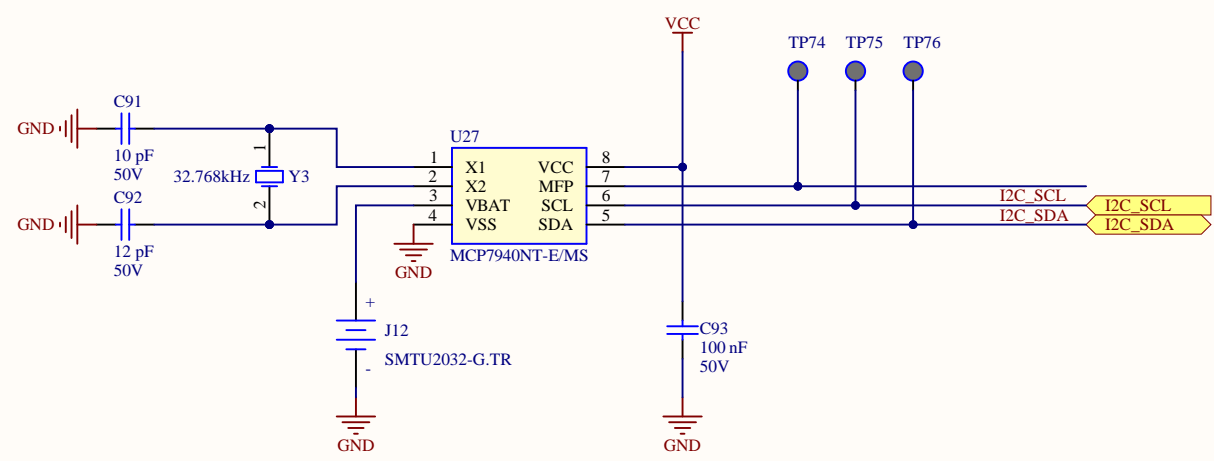 VCC
TP74
TP75
TP76
C91
GND
10 pF
50V
1
32.768kHz
Y3
2
C92
GND
12 pF
50V
U27
1
X1
VCC
8
2
X2
MFP
7
3
VBAT
SCL
6
4
VSS
SDA
5
MCP7940NT-E/MS
GND
I2C_SCL
I2C_SCL
I2C_SDA
I2C_SDA
+
J12
SMTU2032-G.TR
-
GND
C93
100 nF
50V
GND